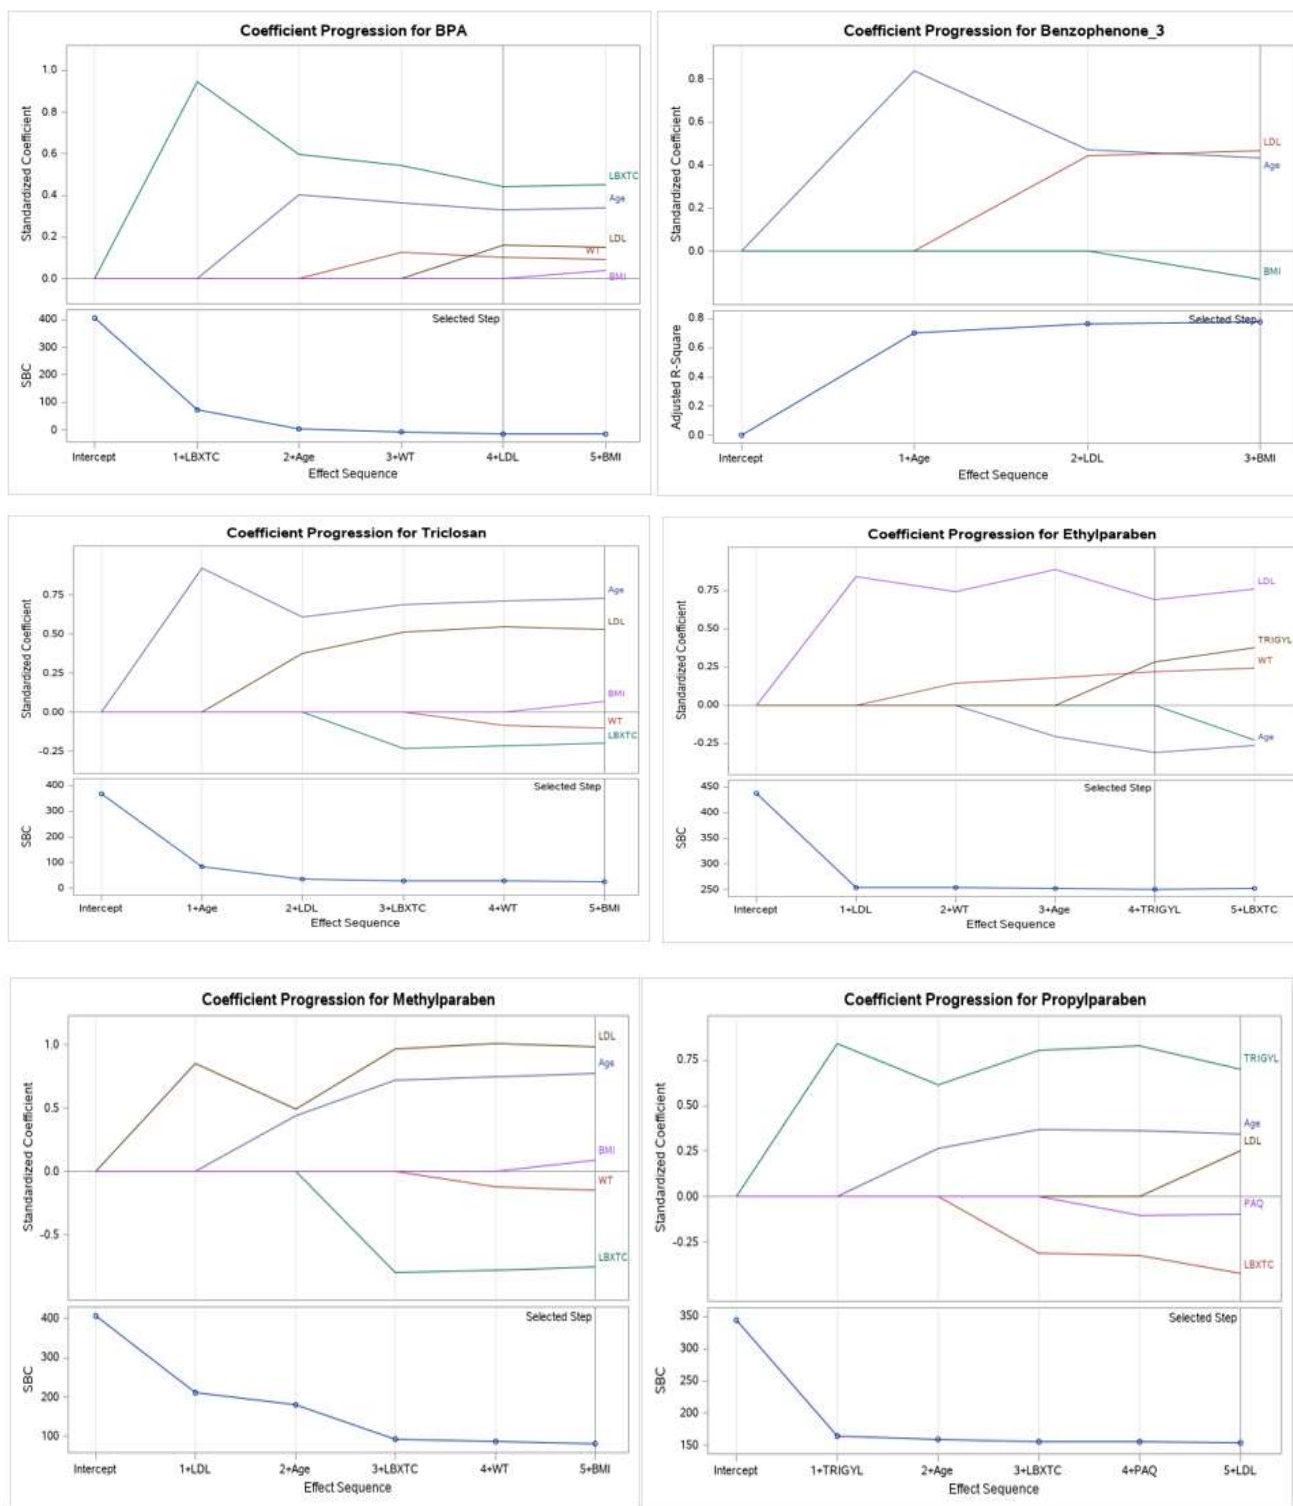 Coefficient Progression for BPA
Standardized Coefficient
1.0
0.8
0.6
0.4
0.2
0.0
LBXTC
Age
LDL
WT
BMI
SBC
400
300
200
100
0
Selected Step
Intercept 1+LBXTC 2+Age 3+WT 4+LDL 5+BMI
Effect Sequence
Coefficient Progression for Benzophenone_3
Standardized Coefficient
0.8
0.6
0.4
0.2
0.0
LDL
Age
BMI
Adjusted R-Square
0.8
0.6
0.4
0.2
0.0
Selected Step
Intercept 1+Age 2+LDL 3+BMI
Effect Sequence
Coefficient Progression for Triclosan
Standardized Coefficient
0.75
0.50
0.25
0.00
-0.25
Age
LDL
BMI
WT
LBXTC
SBC
400
300
200
100
0
Selected Step
Intercept 1+Age 2+LDL 3+LBXTC 4+WT 5+BMI
Effect Sequence
Coefficient Progression for Ethylparaben
Standardized Coefficient
0.75
0.50
0.25
0.00
-0.25
LDL
TRIGYL
WT
Age
SBC
450
400
350
300
250
Selected Step
Intercept 1+LDL 2+WT 3+Age 4+TRIGYL 5+LBXTC
Effect Sequence
Coefficient Progression for Methylparaben
Standardized Coefficient
1.0
0.5
0.0
-0.5
LDL
Age
BMI
WT
LBXTC
SBC
400
300
200
100
Selected Step
Intercept 1+LDL 2+Age 3+LBXTC 4+WT 5+BMI
Effect Sequence
Coefficient Progression for Propylparaben
Standardized Coefficient
0.75
0.50
0.25
0.00
-0.25
TRIGYL
Age
LDL
PAQ
LBXTC
SBC
350
300
250
200
150
Selected Step
Intercept 1+TRIGYL 2+Age 3+LBXTC 4+PAQ 5+LDL
Effect Sequence